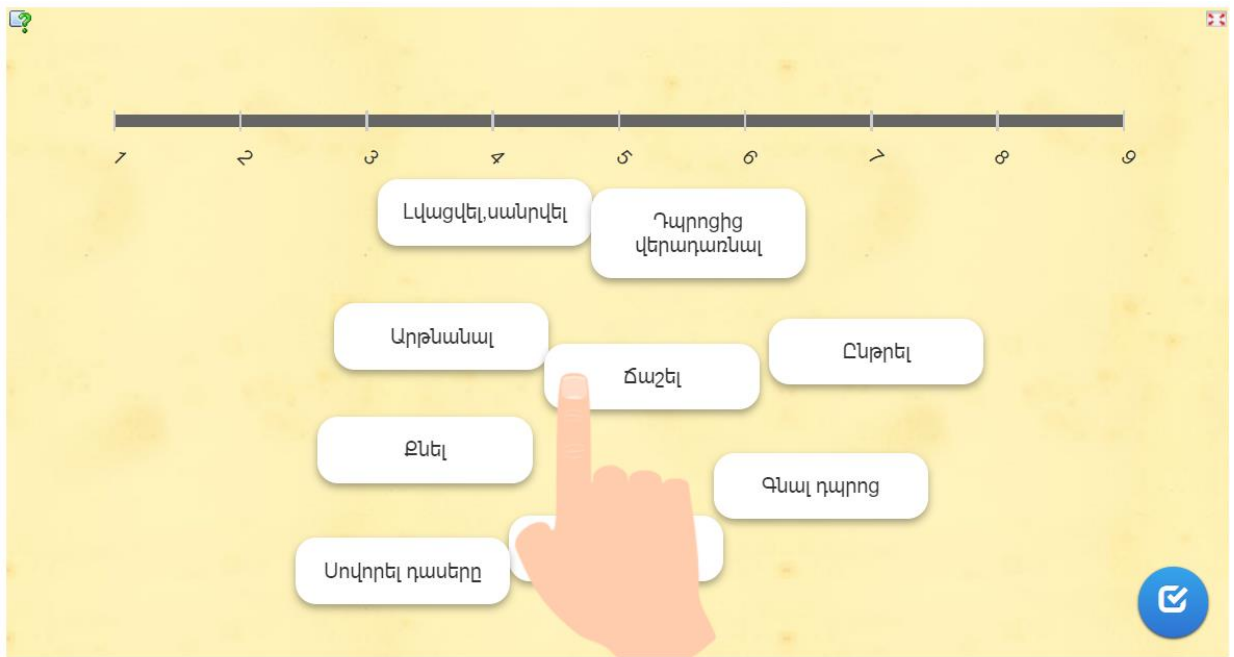 1 2 3 4 5 6 7 8 9
Լվացվել,սանրվել
Դպրոցից
վերադառնալ
Արթնանալ
Ընթրել
Ճաշել
Քնել
Գնալ դպրոց
Սովորել դասերը